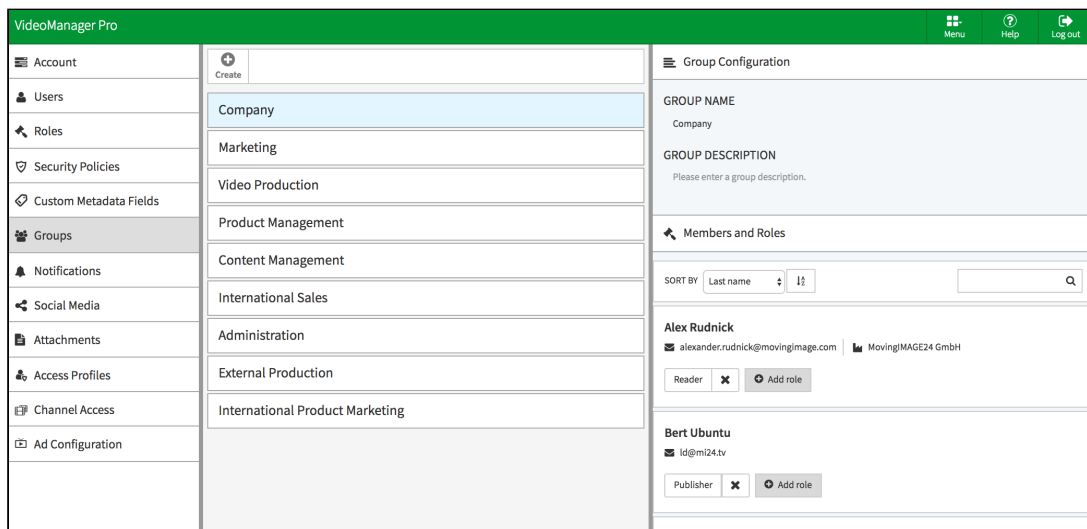 VideoManager Pro
Menu
Help
Log out
Account
Users
Roles
Security Policies
Custom Metadata Fields
Groups
Notifications
Social Media
Attachments
Access Profiles
Channel Access
Ad Configuration
Create
Company
Marketing
Video Production
Product Management
Content Management
International Sales
Administration
External Production
International Product Marketing
Group Configuration
GROUP NAME
Company
GROUP DESCRIPTION
Please enter a group description.
Members and Roles
SORT BY Last name
Alex Rudnick
alexander.rudnick@movingimage.com MovingIMAGE24 GmbH
Reader Add role
Bert Ubuntu
ld@mi24.tv
Publisher Add role